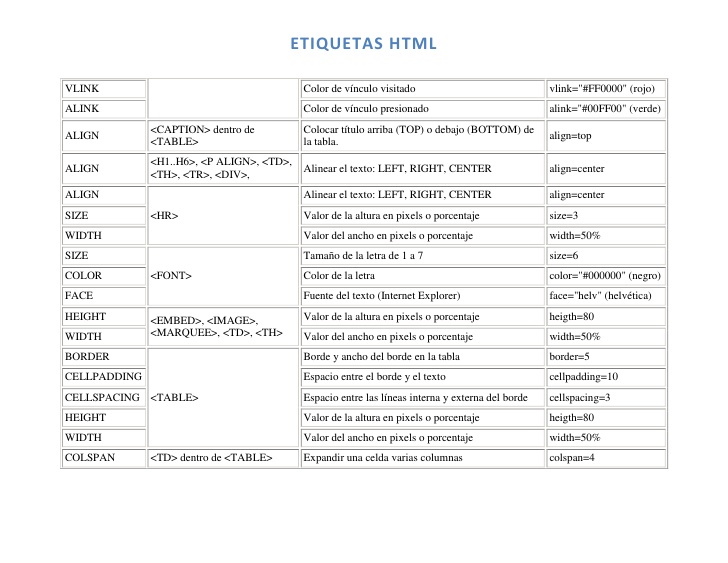 ETIQUETAS HTML
VLINK Color de vínculo visitado vlink="#FF0000" (rojo)
ALINK Color de vínculo presionado alink="#00FF00" (verde)
ALIGN <CAPTION> dentro de <TABLE> Colocar título arriba (TOP) o debajo (BOTTOM) de la tabla. align=top
ALIGN <H1..H6>, <P ALIGN>, <TD>, <TH>, <TR>, <DIV>, Alinear el texto: LEFT, RIGHT, CENTER align=center
ALIGN Alinear el texto: LEFT, RIGHT, CENTER align=center
SIZE <HR> Valor de la altura en pixels o porcentaje size=3
WIDTH Valor del ancho en pixels o porcentaje width=50%
SIZE Tamaño de la letra de 1 a 7 size=6
COLOR <FONT> Color de la letra color="#000000" (negro)
FACE Fuente del texto (Internet Explorer) face="helv" (helvética)
HEIGHT <EMBED>, <IMAGE>, <MARQUEE>, <TD>, <TH> Valor de la altura en pixels o porcentaje heigth=80
WIDTH Valor del ancho en pixels o porcentaje width=50%
BORDER Borde y ancho del borde en la tabla border=5
CELLPADDING Espacio entre el borde y el texto cellpadding=10
CELLSPACING <TABLE> Espacio entre las líneas interna y externa del borde cellspacing=3
HEIGHT Valor de la altura en pixels o porcentaje heigth=80
WIDTH Valor del ancho en pixels o porcentaje width=50%
COLSPAN <TD> dentro de <TABLE> Expandir una celda varias columnas colspan=4